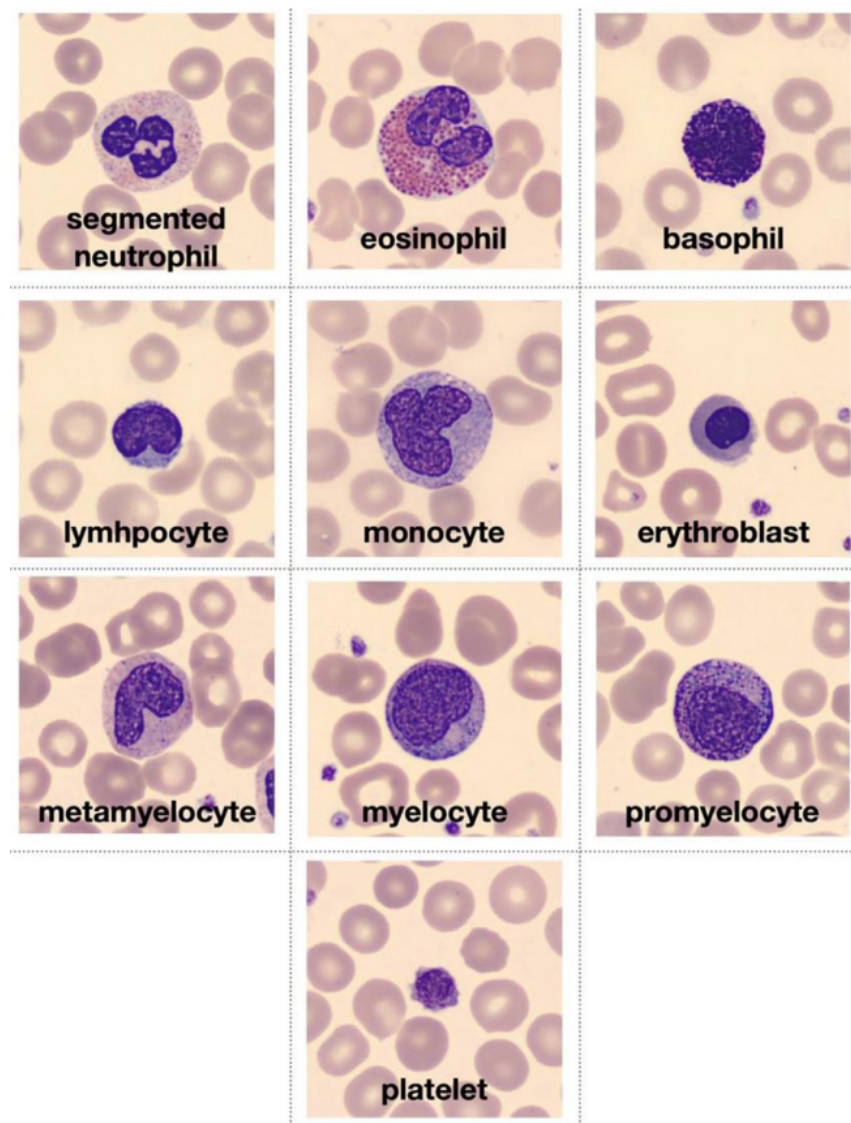 segmented
neutrophil
eosinophil
basophil
lymhpocyte
monocyte
erythroblast
metamyelocyte
myelocyte
promyelocyte
platelet